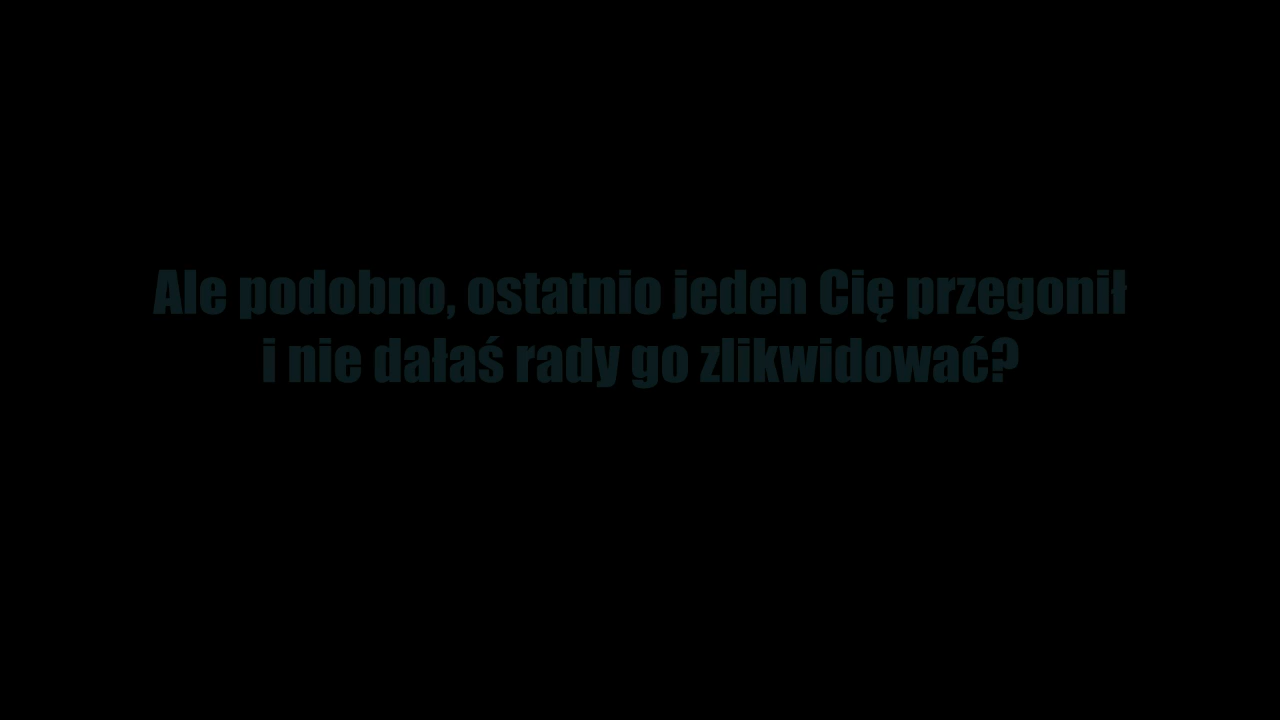 Ale podobno, ostatnio jeden Cię przegonił
i nie dałaś rady go zlikwidować?